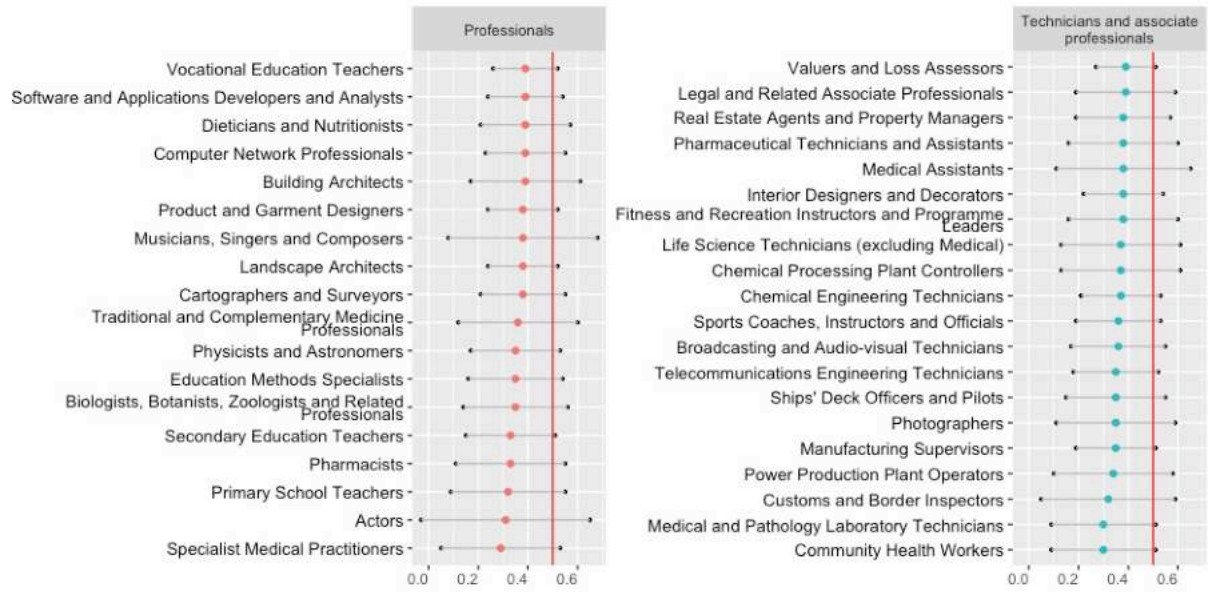 Professionals
Vocational Education Teachers
Software and Applications Developers and Analysts
Dieticians and Nutritionists
Computer Network Professionals
Building Architects
Product and Garment Designers
Musicians, Singers and Composers
Landscape Architects
Cartographers and Surveyors
Traditional and Complementary Medicine
Professionals
Physicists and Astronomers
Education Methods Specialists
Biologists, Botanists, Zoologists and Related
Professionals
Secondary Education Teachers
Pharmacists
Primary School Teachers
Actors
Specialist Medical Practitioners
0.0 0.2 0.4 0.6
Technicians and associate
professionals
Valuers and Loss Assessors
Legal and Related Associate Professionals
Real Estate Agents and Property Managers
Pharmaceutical Technicians and Assistants
Medical Assistants
Interior Designers and Decorators
Fitness and Recreation Instructors and Programme
Leaders
Life Science Technicians (excluding Medical)
Chemical Processing Plant Controllers
Chemical Engineering Technicians
Sports Coaches, Instructors and Officials
Broadcasting and Audio-visual Technicians
Telecommunications Engineering Technicians
Ships' Deck Officers and Pilots
Photographers
Manufacturing Supervisors
Power Production Plant Operators
Customs and Border Inspectors
Medical and Pathology Laboratory Technicians
Community Health Workers
0.0 0.2 0.4 0.6